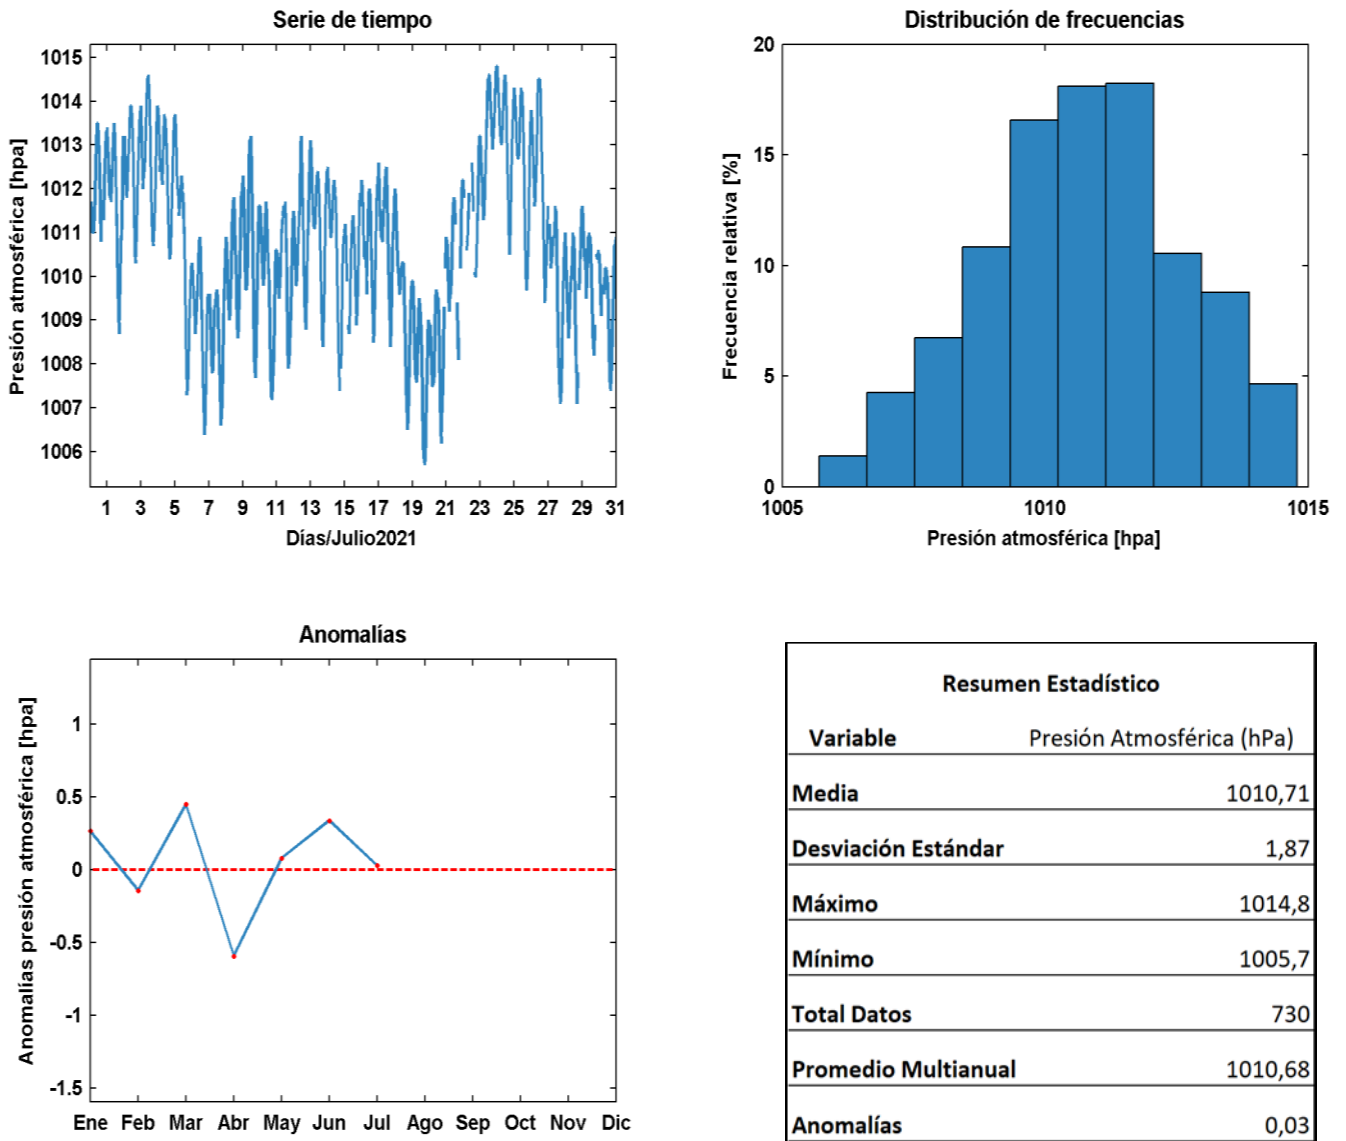 Serie de tiempo
1015
1014
1013
1012
1011
1010
1009
1008
1007
1006
Presión atmosférica [hpa]
1 3 5 7 9 11 13 15 17 19 21 23 25 27 29 31
Días/Julio2021
Distribución de frecuencias
20
15
10
5
0
Frecuencia relativa [%]
1005 1010 1015
Presión atmosférica [hpa]
Anomalías
1
0.5
0
-0.5
-1
-1.5
Anomalías presión atmosférica [hpa]
Ene Feb Mar Abr May Jun Jul Ago Sep Oct Nov Dic
Resumen Estadístico
Variable Presión Atmosférica (hPa)
Media 1010,71
Desviación Estándar 1,87
Máximo 1014,8
Mínimo 1005,7
Total Datos 730
Promedio Multianual 1010,68
Anomalías 0,03